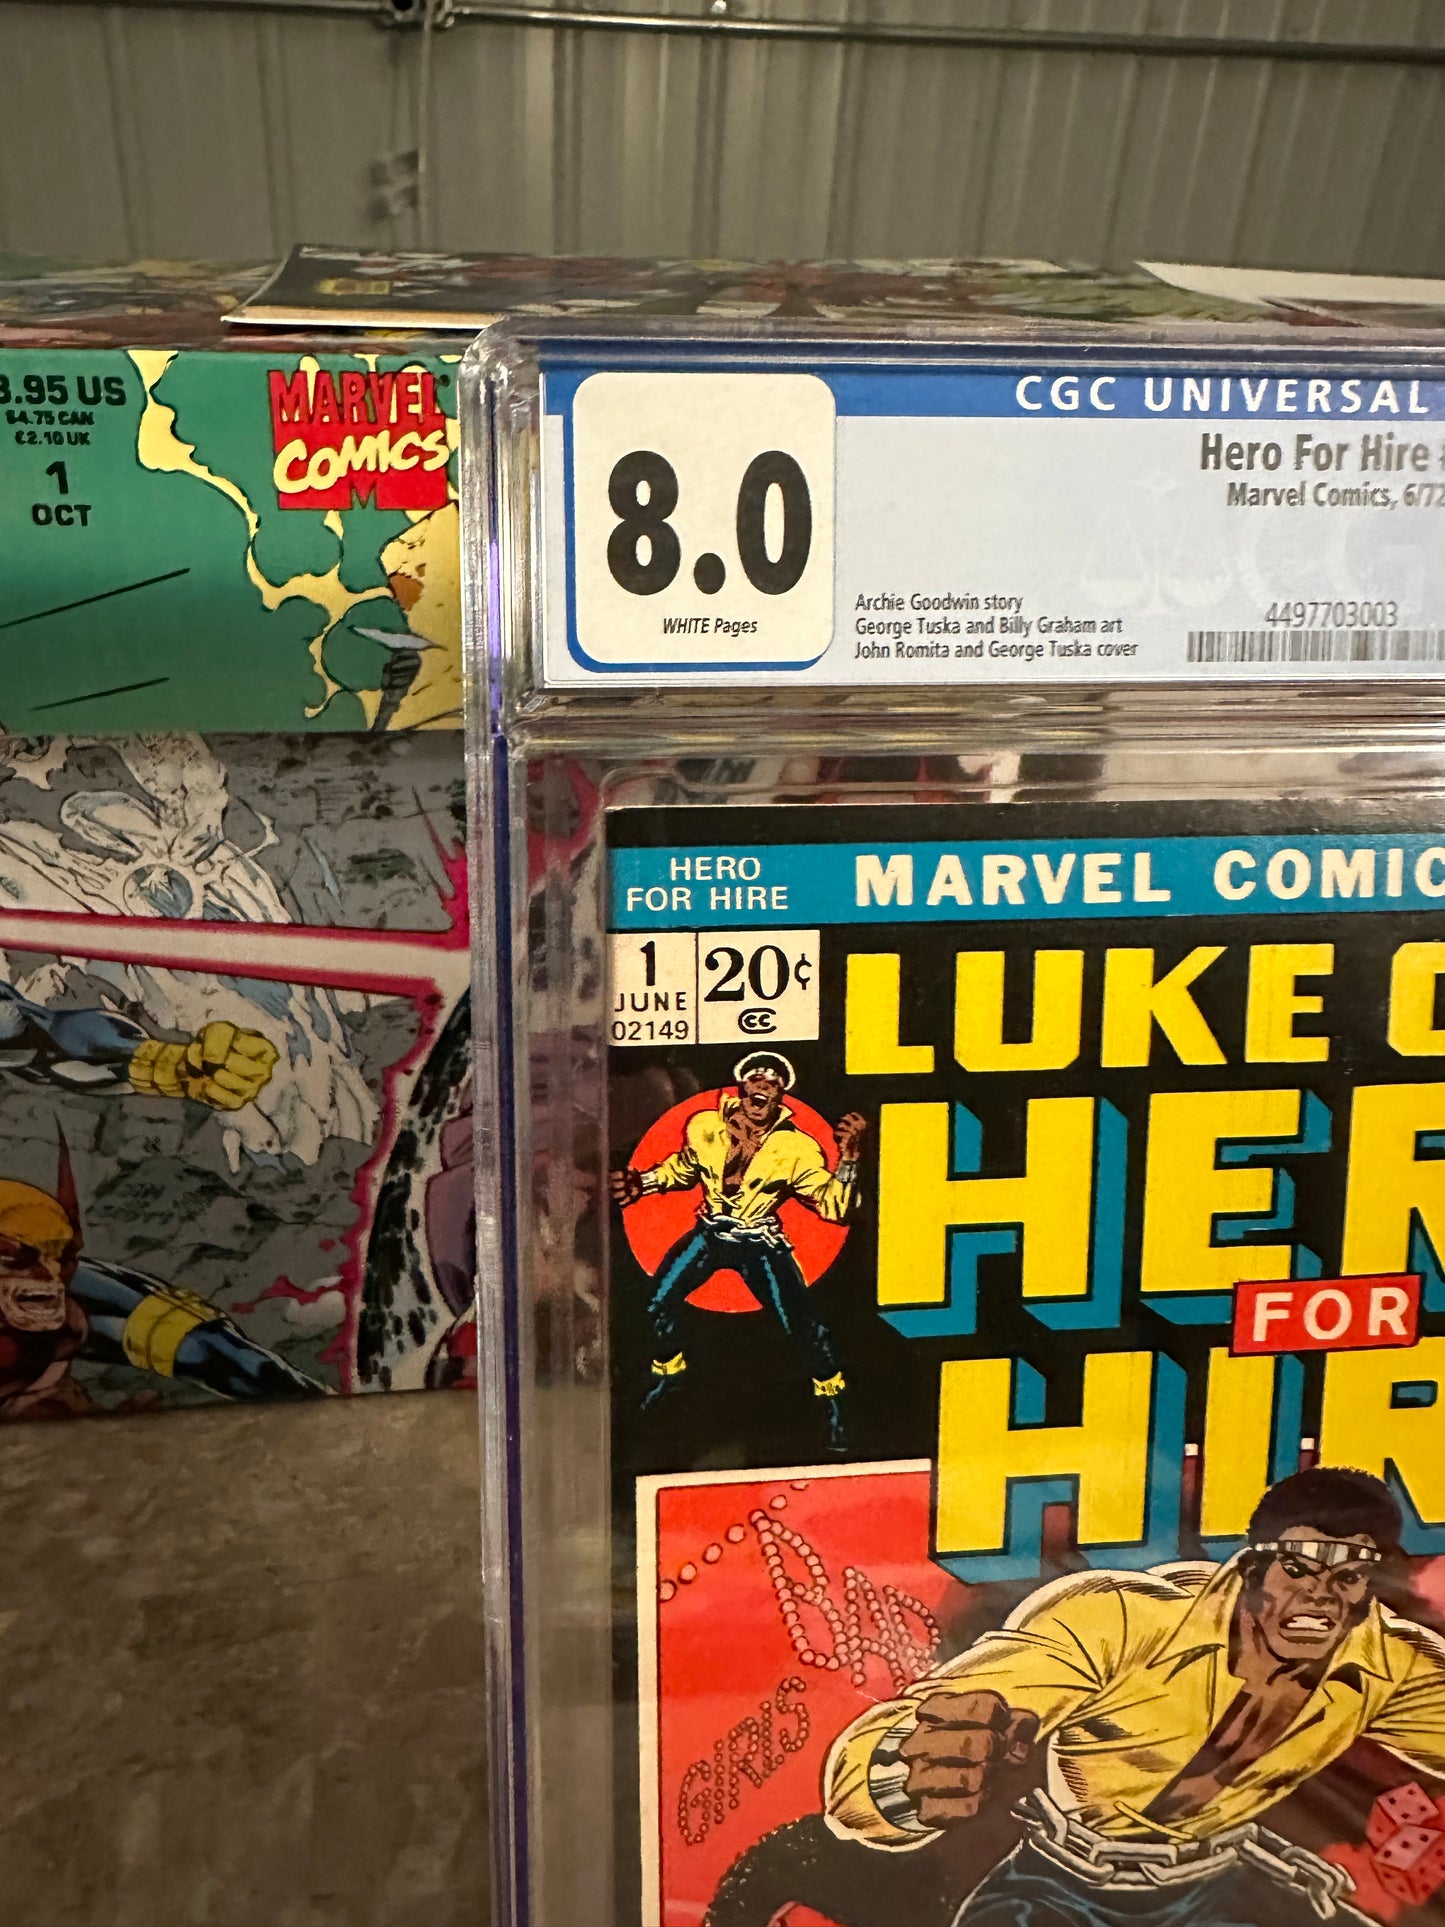 .95 US
$4.75 CAN
£2.10 UK
1
OCT
MARVEL
COMICS
CGC UNIVERSAL
8.0
WHITE Pages
Hero For Hire
Marvel Comics, 6/72
Archie Goodwin story
George Tuska and Billy Graham art
John Romita and George Tuska cover
4497703003
HERO
FOR HIRE
MARVEL COMIC
1
JUNE
02149
20¢
CC
LUKE C
HER
FOR
HIR
BAR
GIRLS